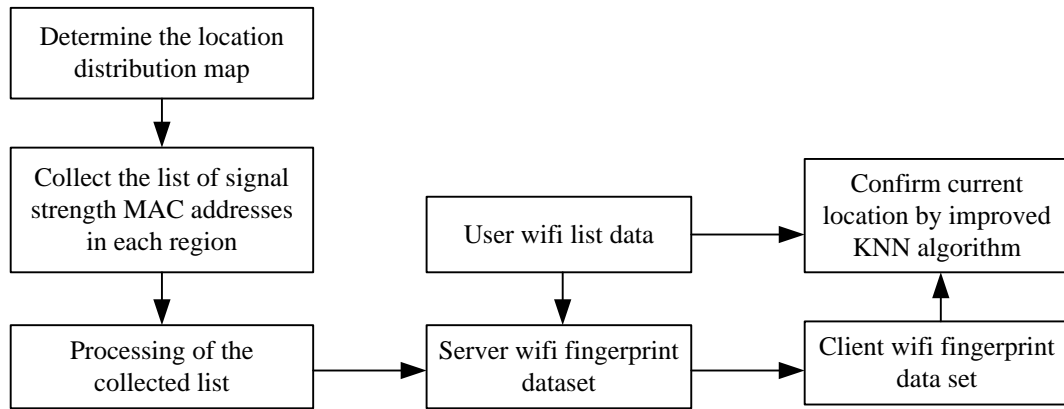 Determine the location
distribution map
Collect the list of signal
strength MAC addresses
in each region
Processing of the
collected list
User wifi list data
Server wifi fingerprint
dataset
Confirm current
location by improved
KNN algorithm
Client wifi fingerprint
data set